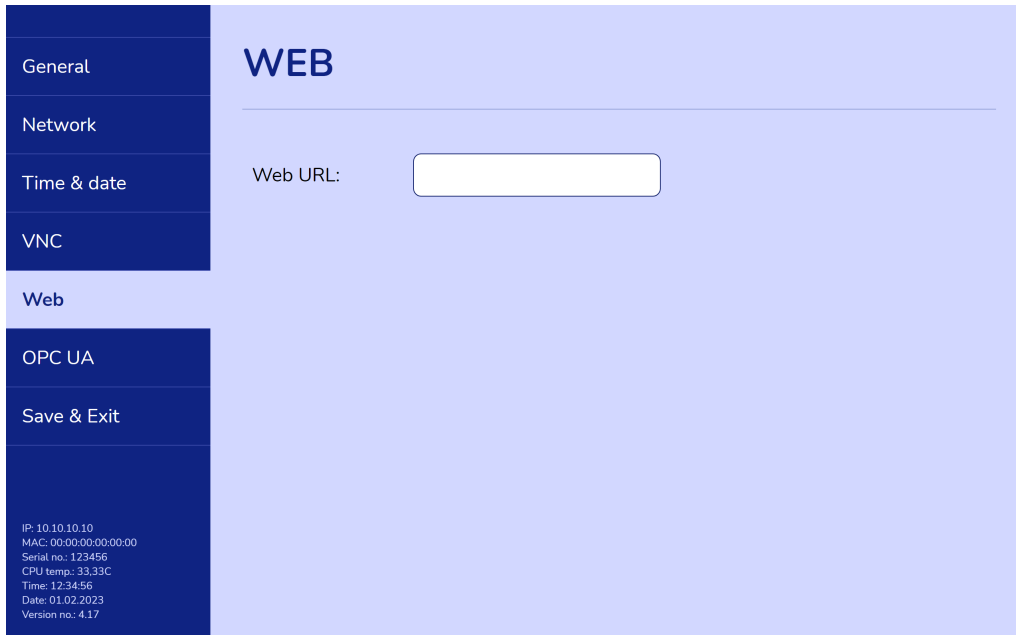 General
Network
Time & date
VNC
Web
OPC UA
Save & Exit
IP: 10.10.10.10
MAC: 00:00:00:00:00:00
Serial no.: 123456
CPU temp.: 33,33C
Time: 12:34:56
Date: 01.02.2023
Version no.: 4.17
WEB
Web URL: